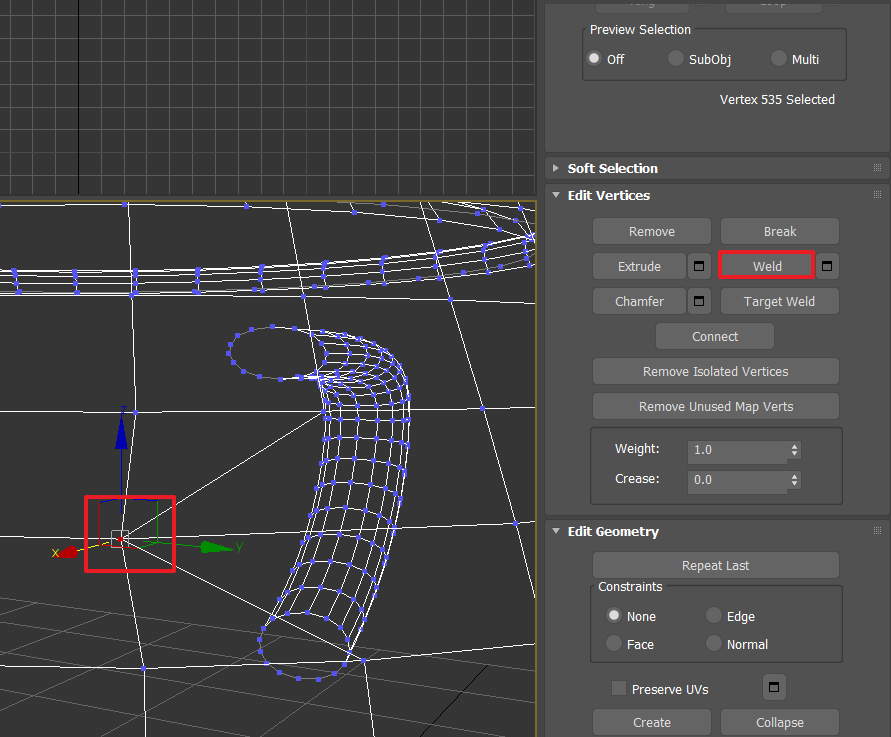 Preview Selection
Off SubObj Multi
Vertex 535 Selected
Soft Selection
Edit Vertices
Remove Break
Extrude Weld
Chamfer Target Weld
Connect
Remove Isolated Vertices
Remove Unused Map Verts
Weight: 1.0
Crease: 0.0
Edit Geometry
Repeat Last
Constraints
None Edge
Face Normal
Preserve UVs
Create Collapse
x y